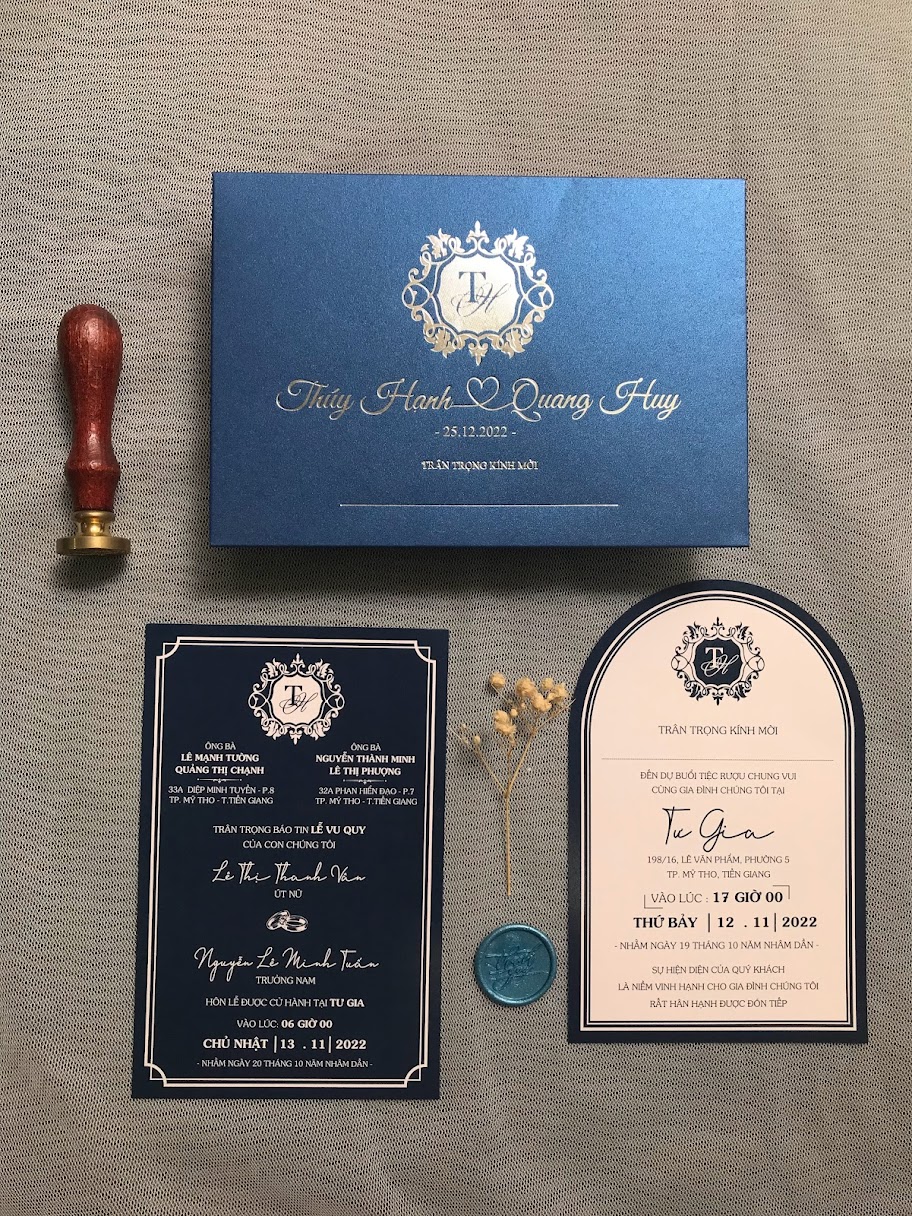 TH
Thúy Hạnh Quang Huy
- 25.12.2022 -
TRÂN TRỌNG KÍNH MỜI
TH
ÔNG BÀ
LÊ MẠNH TƯỜNG
QUẢNG THỊ CHẠNH
33A DIỆP MINH TUYỀN - P.8
TP. MỸ THO - T.TIỀN GIANG
ÔNG BÀ
NGUYỄN THÀNH MINH
LÊ THỊ PHƯỢNG
32A PHAN HIẾN ĐẠO - P.7
TP. MỸ THO - T.TIỀN GIANG
TRÂN TRỌNG BÁO TIN LỄ VU QUY
CỦA CON CHÚNG TÔI
Lê Thị Thanh Vân
ÚT NỮ
Nguyễn Lê Minh Tuấn
TRƯỞNG NAM
HÔN LỄ ĐƯỢC CỬ HÀNH TẠI TƯ GIA
VÀO LÚC: 06 GIỜ 00
CHỦ NHẬT | 13 . 11 | 2022
- NHẰM NGÀY 20 THÁNG 10 NĂM NHÂM DẦN -
TH
TRÂN TRỌNG KÍNH MỜI
ĐẾN DỰ BUỔI TIỆC RƯỢU CHUNG VUI
CÙNG GIA ĐÌNH CHÚNG TÔI TẠI
Tư Gia
198/16, LÊ VĂN PHẨM, PHƯỜNG 5
TP. MỸ THO, TIỀN GIANG
VÀO LÚC : 17 GIỜ 00
THỨ BẢY | 12 . 11 | 2022
- NHẰM NGÀY 19 THÁNG 10 NĂM NHÂM DẦN -
SỰ HIỆN DIỆN CỦA QUÝ KHÁCH
LÀ NIỀM VINH HẠNH CHO GIA ĐÌNH CHÚNG TÔI
RẤT HÂN HẠNH ĐƯỢC ĐÓN TIẾP